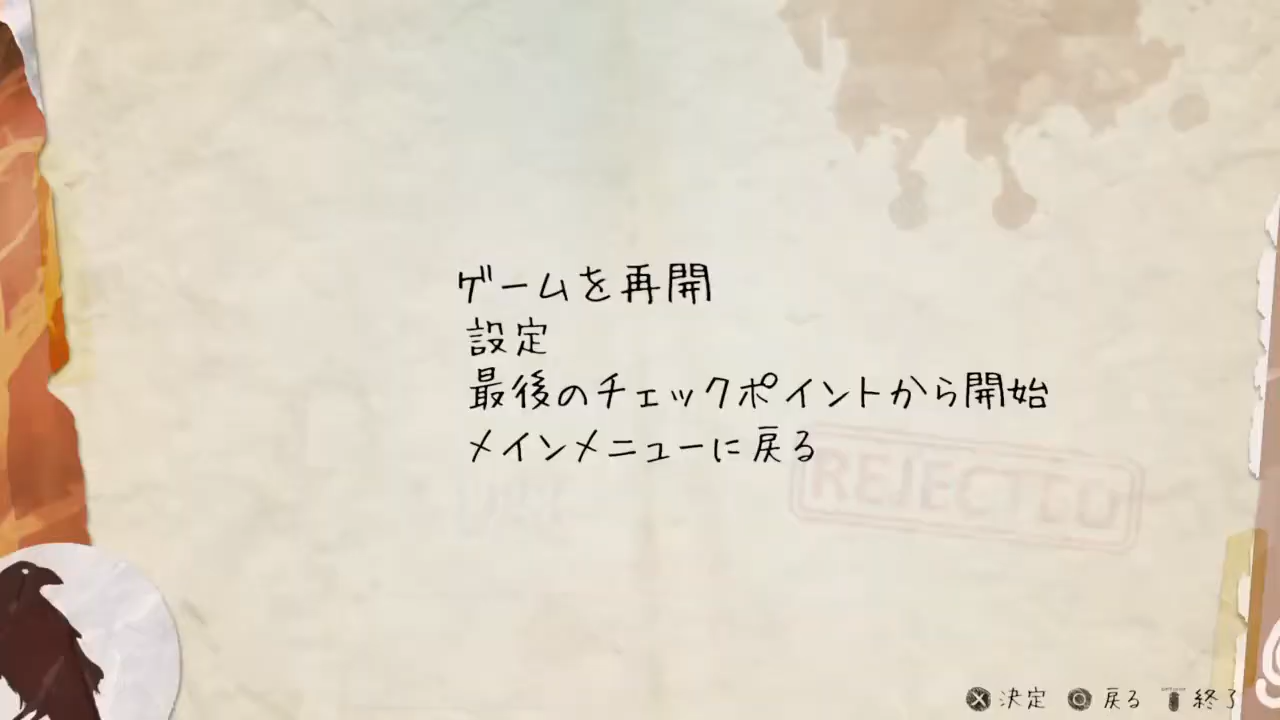 ゲームを再開
設定
最後のチェックポイントから開始
メインメニューに戻る
REJECTED
決定 戻る 終了